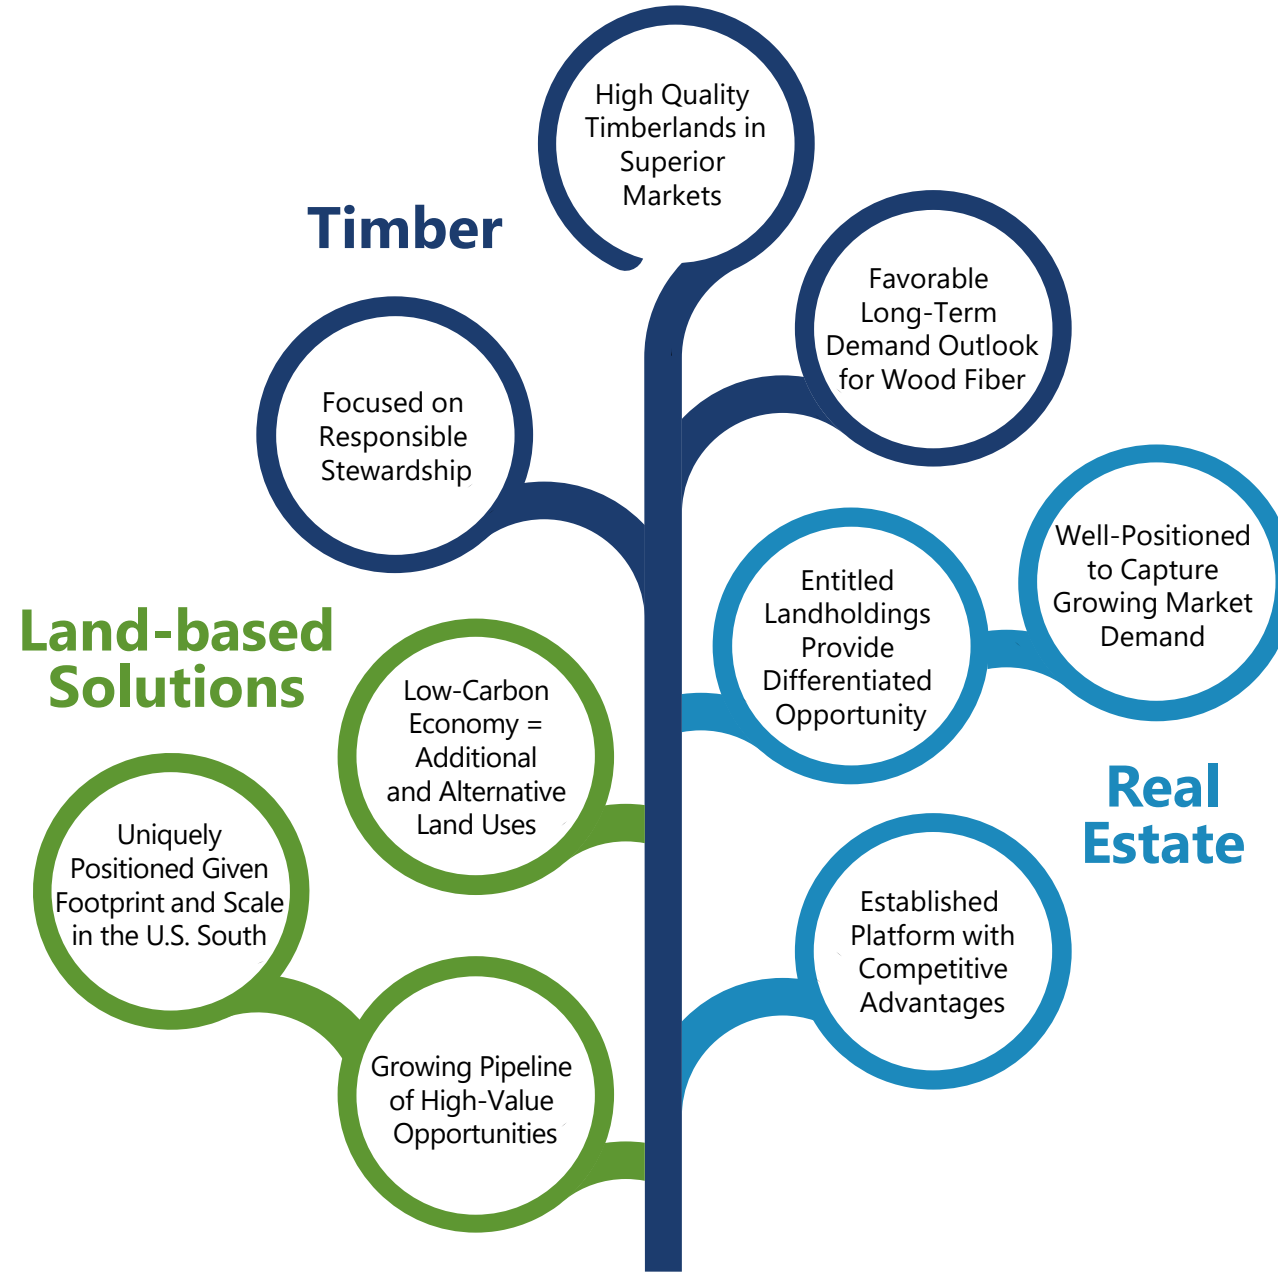 High Quality
Timberlands in
Superior
Markets
Timber
Favorable
Long-Term
Demand Outlook
for Wood Fiber
Focused on
Responsible
Stewardship
Well-Positioned
to Capture
Growing Market
Demand
Entitled
Landholdings
Provide
Differentiated
Opportunity
Land-based
Solutions
Low-Carbon
Economy =
Additional
and Alternative
Land Uses
Real
Estate
Uniquely
Positioned Given
Footprint and Scale
in the U.S. South
Established
Platform with
Competitive
Advantages
Growing Pipeline
of High-Value
Opportunities